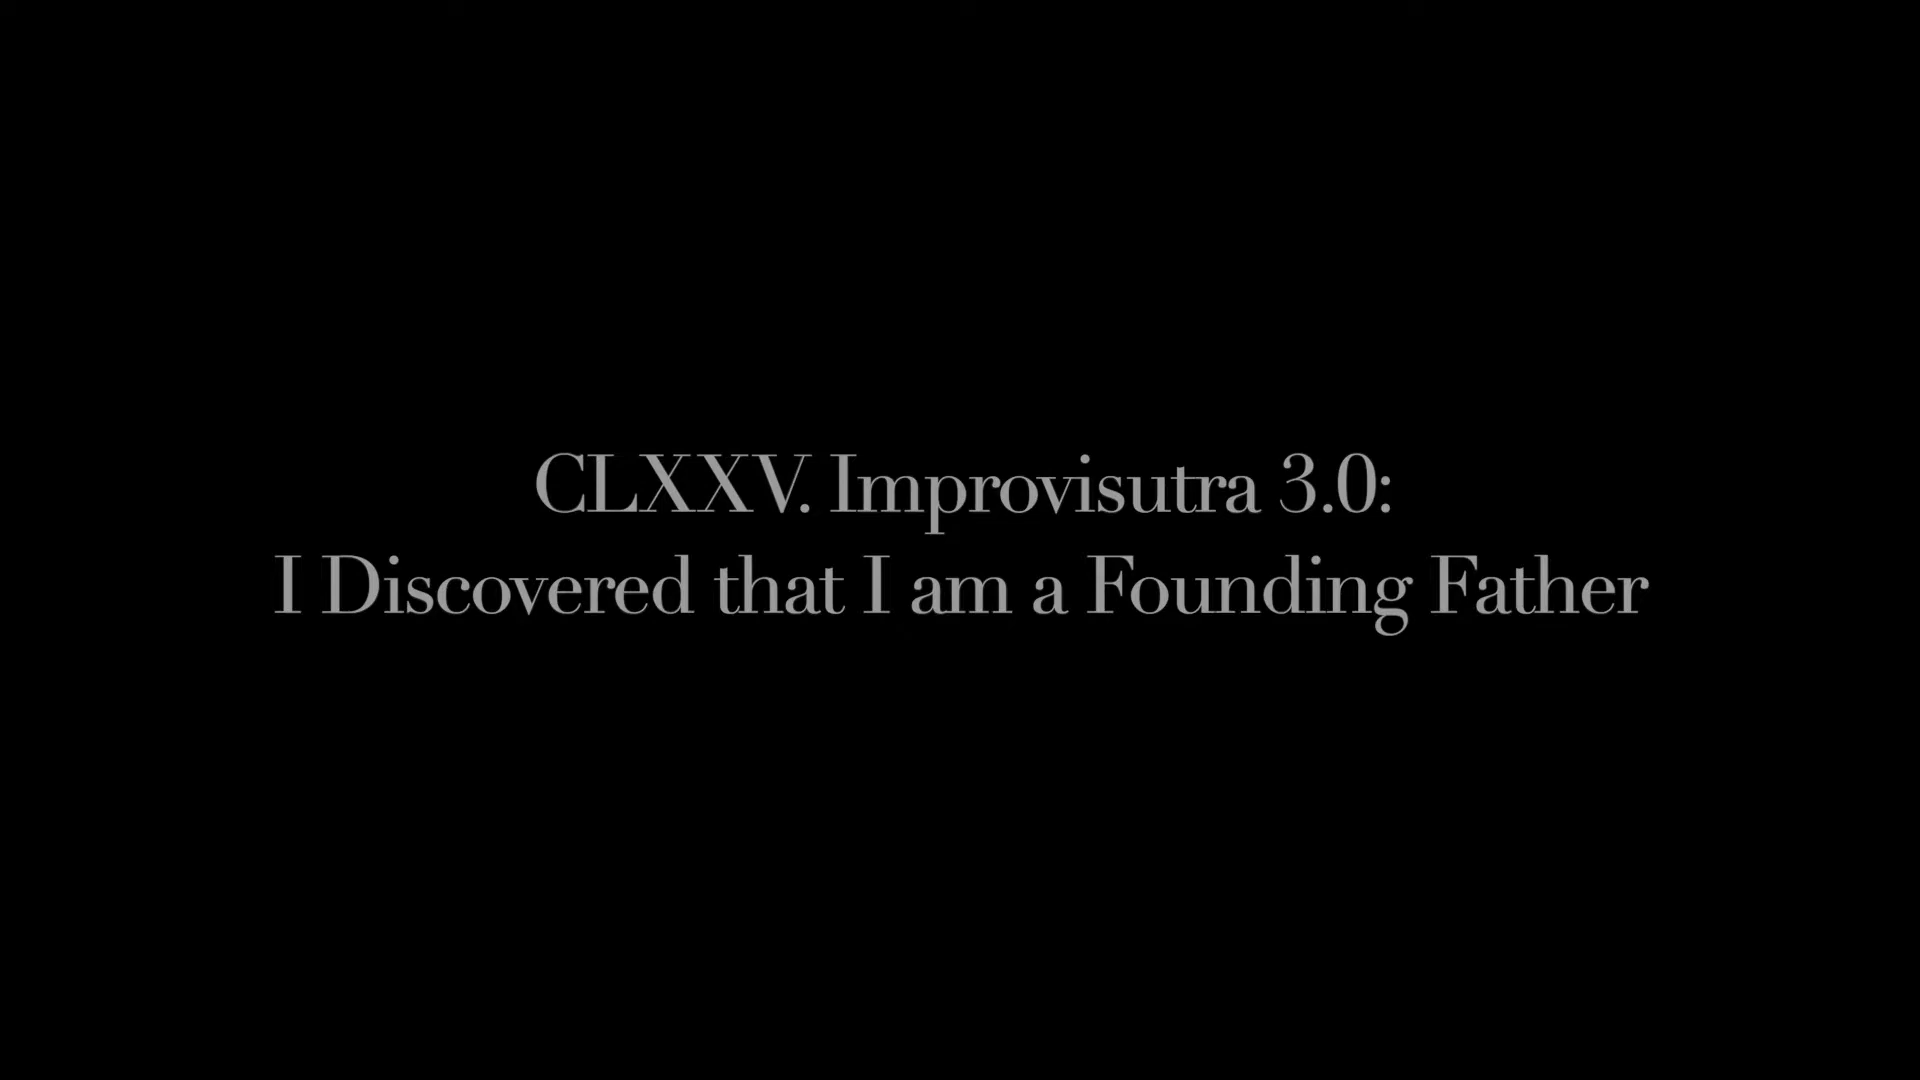 CLXXV. Improvisutra 3.0:
I Discovered that I am a Founding Father